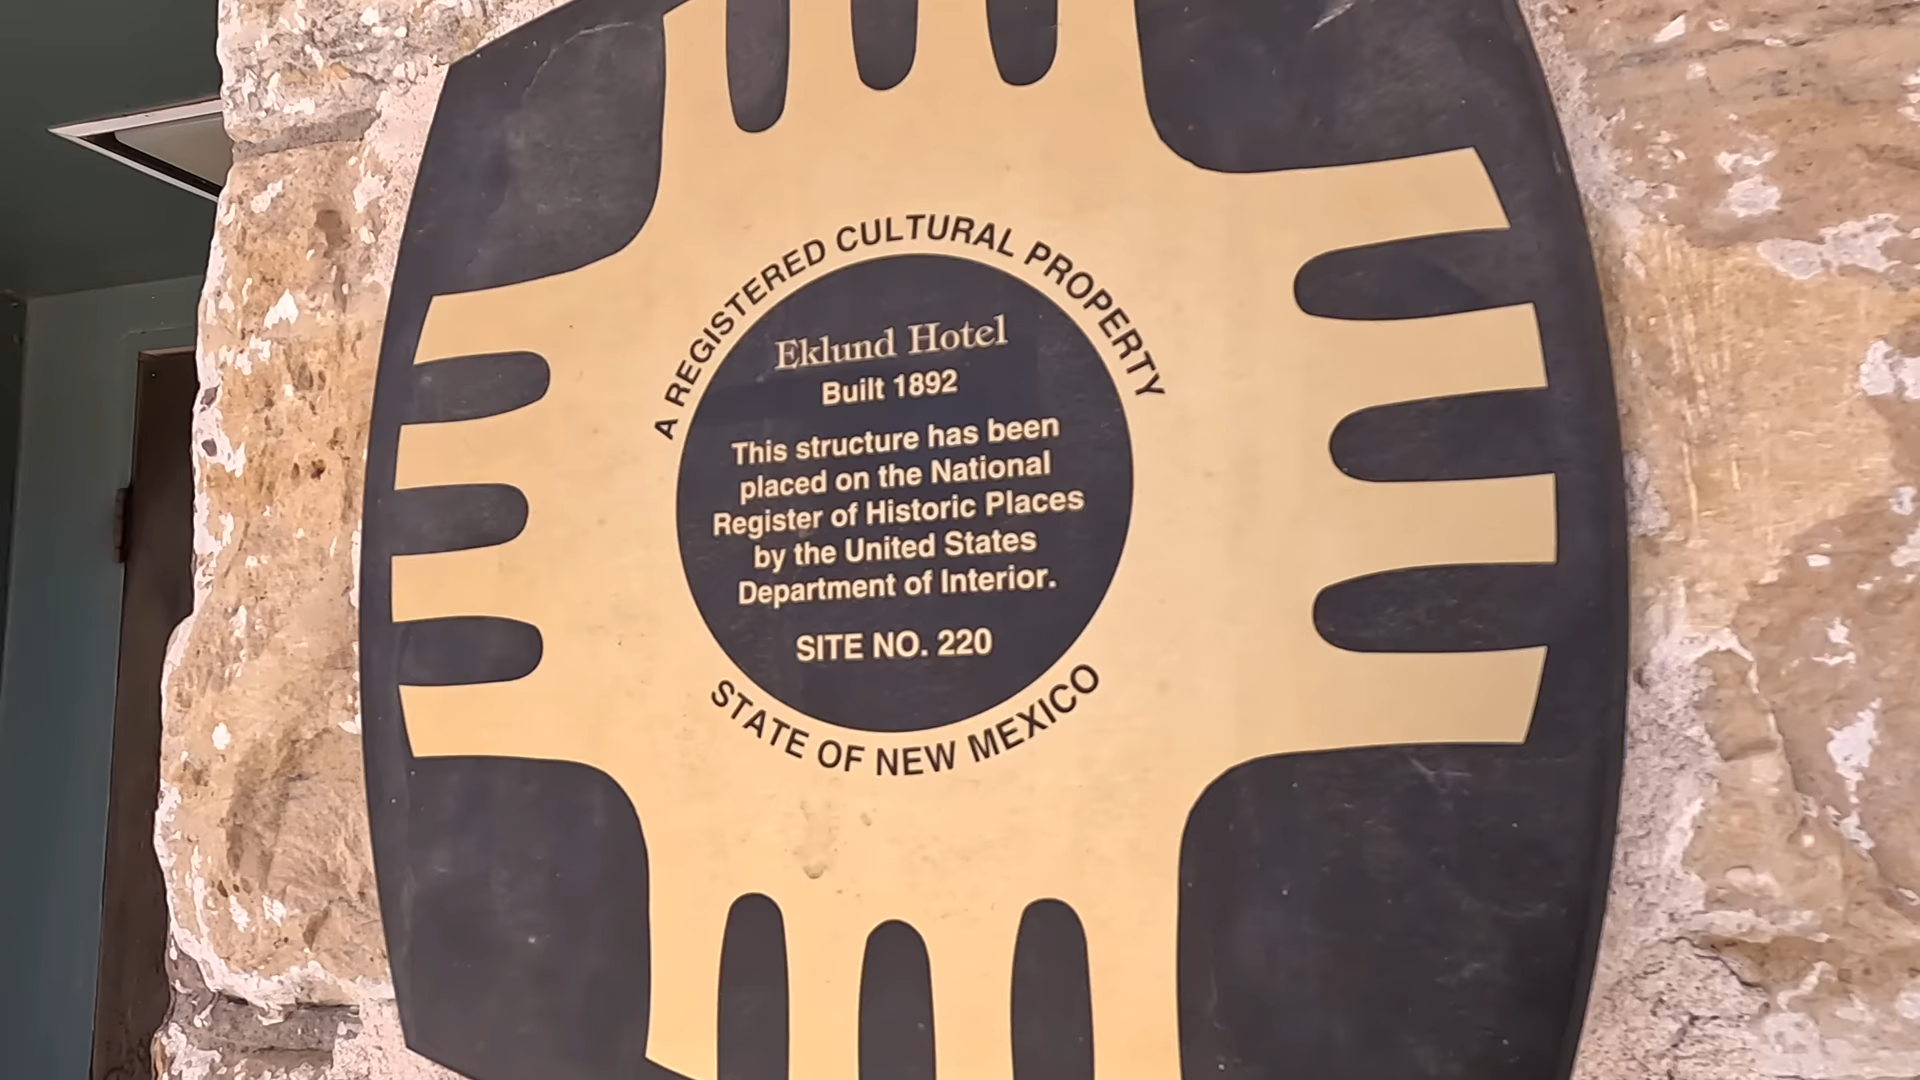 A REGISTERED CULTURAL PROPERTY
Eklund Hotel
Built 1892
This structure has been
placed on the National
Register of Historic Places
by the United States
Department of Interior.
SITE NO. 220
STATE OF NEW MEXICO